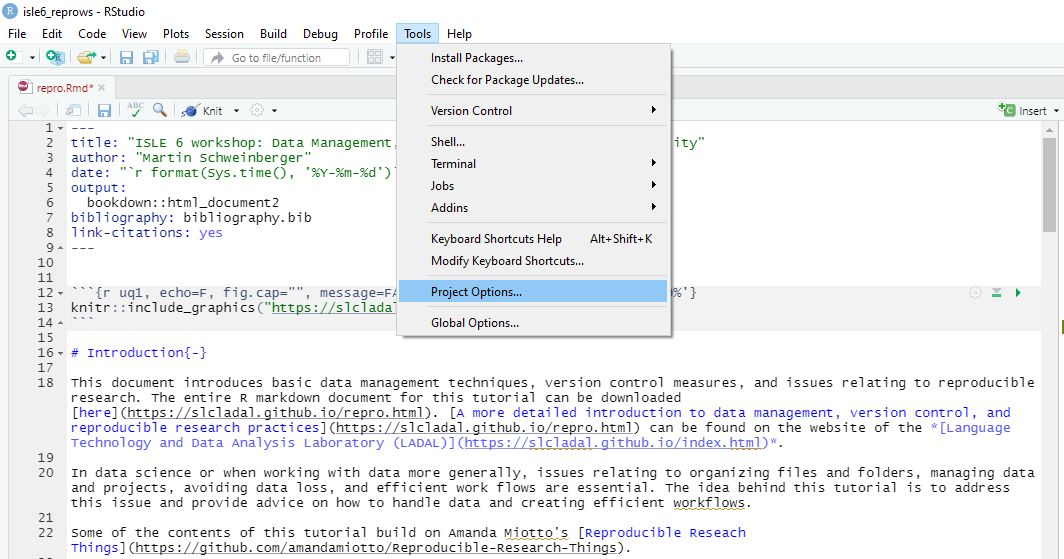 isle6_reprows - RStudio
File Edit Code View Plots Session Build Debug Profile Tools Help
Go to file/function
Install Packages...
Check for Package Updates...
Version Control
Shell...
Terminal
Jobs
Addins
Keyboard Shortcuts Help Alt+Shift+K
Modify Keyboard Shortcuts...
Project Options...
Global Options...
repro.Rmd*
ABC Knit Insert
1 ---
2 title: "ISLE 6 workshop: Data Management, ity"
3 author: "Martin Schweinberger"
4 date: "`r format(Sys.time(), '%Y-%m-%d')`
5 output:
6 bookdown::html_document2
7 bibliography: bibliography.bib
8 link-citations: yes
9 ---
10
11
12 ```{r uq1, echo=F, fig.cap="", message=FA %'}
13 knitr::include_graphics("https://slclada
14 ```
15
16 # Introduction{-}
17
18 This document introduces basic data management techniques, version control measures, and issues relating to reproducible
research. The entire R markdown document for this tutorial can be downloaded
[here](https://slcladal.github.io/repro.html). [A more detailed introduction to data management, version control, and
reproducible research practices](https://slcladal.github.io/repro.html) can be found on the website of the *[Language
Technology and Data Analysis Laboratory (LADAL)](https://slcladal.github.io/index.html)*.
19
20 In data science or when working with data more generally, issues relating to organizing files and folders, managing data
and projects, avoiding data loss, and efficient work flows are essential. The idea behind this tutorial is to address
this issue and provide advice on how to handle data and creating efficient workflows.
21
22 Some of the contents of this tutorial build on Amanda Miotto's [Reproducible Reseach
Things](https://github.com/amandamiotto/Reproducible-Research-Things).